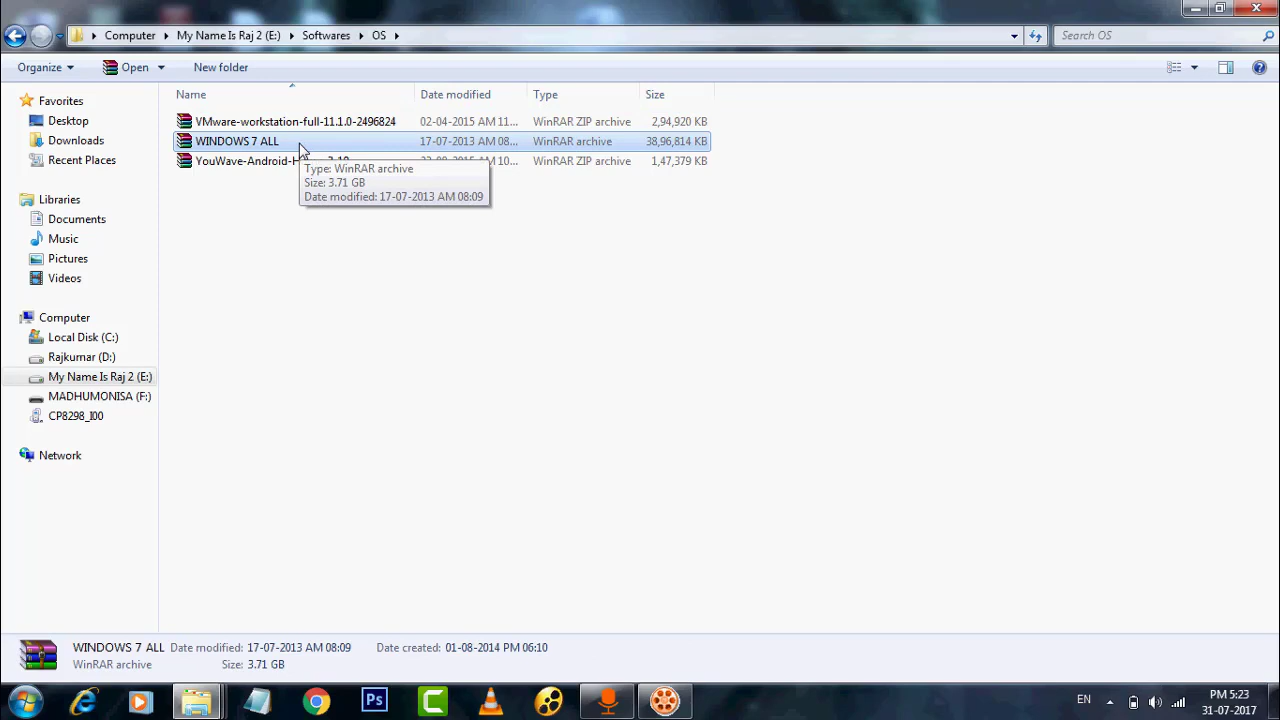 Computer My Name Is Raj 2 (E:) Softwares OS
Search OS
Organize Open New folder
Name Date modified Type Size
VMware-workstation-full-11.1.0-2496824 02-04-2015 AM 11... WinRAR ZIP archive 2,94,920 KB
WINDOWS 7 ALL 17-07-2013 AM 08... WinRAR archive 38,96,814 KB
YouWave-Android- WinRAR ZIP archive 1,47,379 KB
Type: WinRAR archive
Size: 3.71 GB
Date modified: 17-07-2013 AM 08:09
Favorites
Desktop
Downloads
Recent Places
Libraries
Documents
Music
Pictures
Videos
Computer
Local Disk (C:)
Rajkumar (D:)
My Name Is Raj 2 (E:)
MADHUMONISA (F:)
CP8298_I00
Network
WINDOWS 7 ALL Date modified: 17-07-2013 AM 08:09 Date created: 01-08-2014 PM 06:10
WinRAR archive Size: 3.71 GB
Ps
C
EN
PM 5:23
31-07-2017